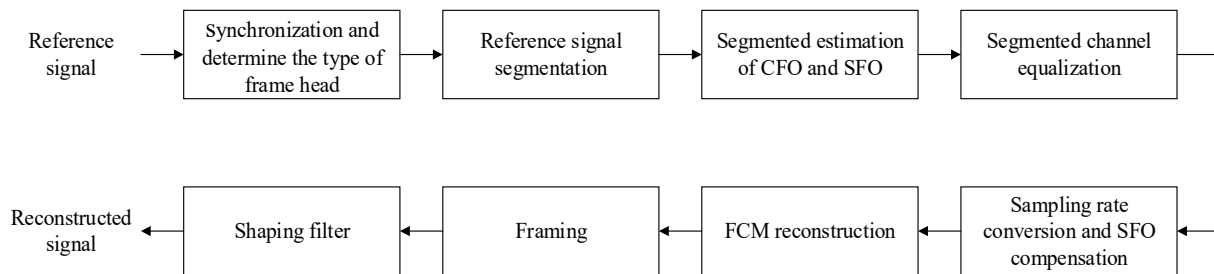 Reference
signal
Synchronization and
determine the type of
frame head
Reference signal
segmentation
Segmented estimation
of CFO and SFO
Segmented channel
equalization
Reconstructed
signal
Shaping filter
Framing
FCM reconstruction
Sampling rate
conversion and SFO
compensation